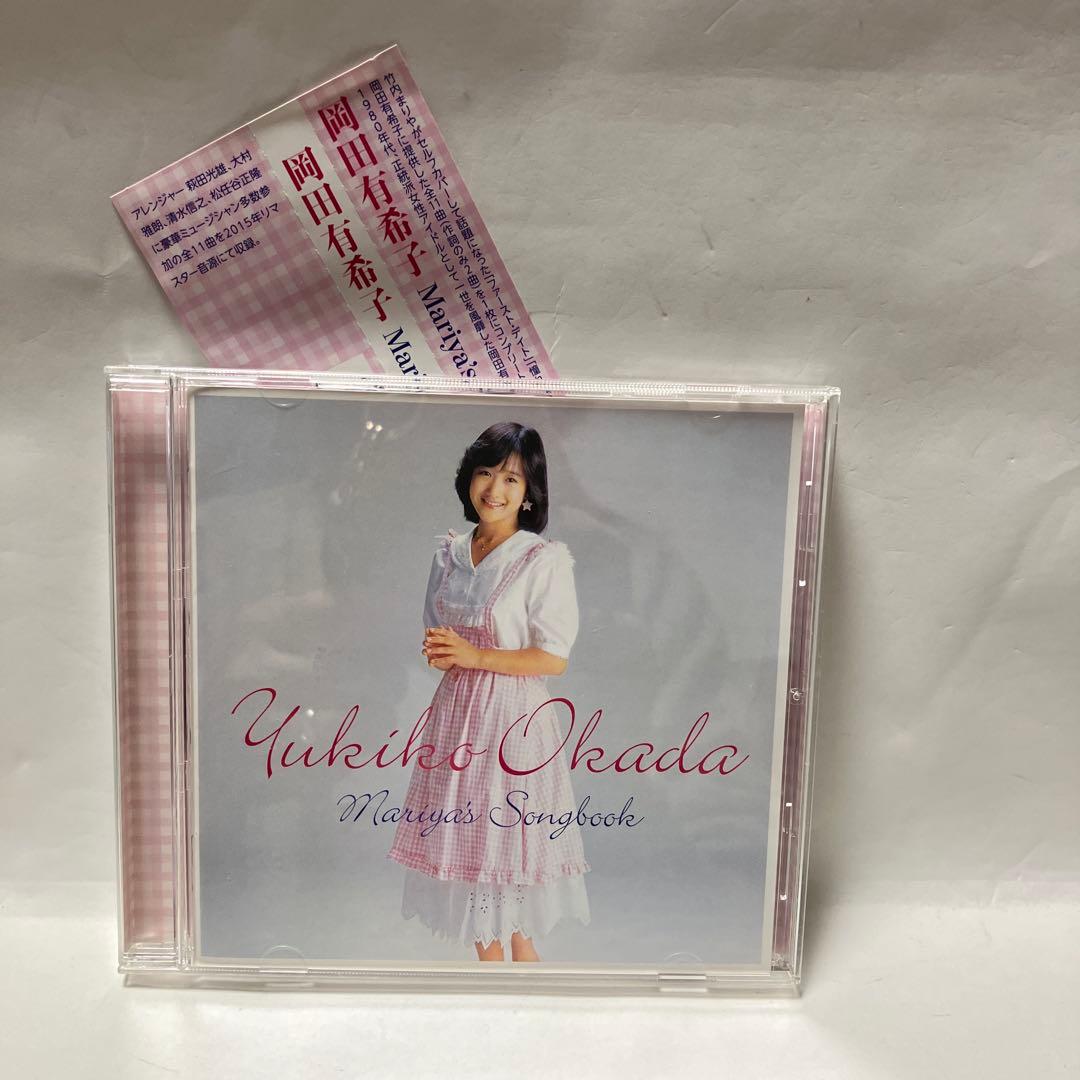 竹内まりやがセルフカバーして話題になった「ファースト・デイト」「憧
岡田有希子に提供した全11曲(作詞のみ2曲)を1枚にコンプリート
1980年代、正統派女性アイドルとして一世を風靡した岡田有
岡田有希子 Mariya's
岡田有希子 Mari
アレンジャー 萩田光雄、大村
雅朗、清水信之、松任谷正隆
に豪華ミュージシャン多数参
加の全11曲を2015年リマ
スター音源にて収録。
Yukiko Okada
Mariya's Songbook